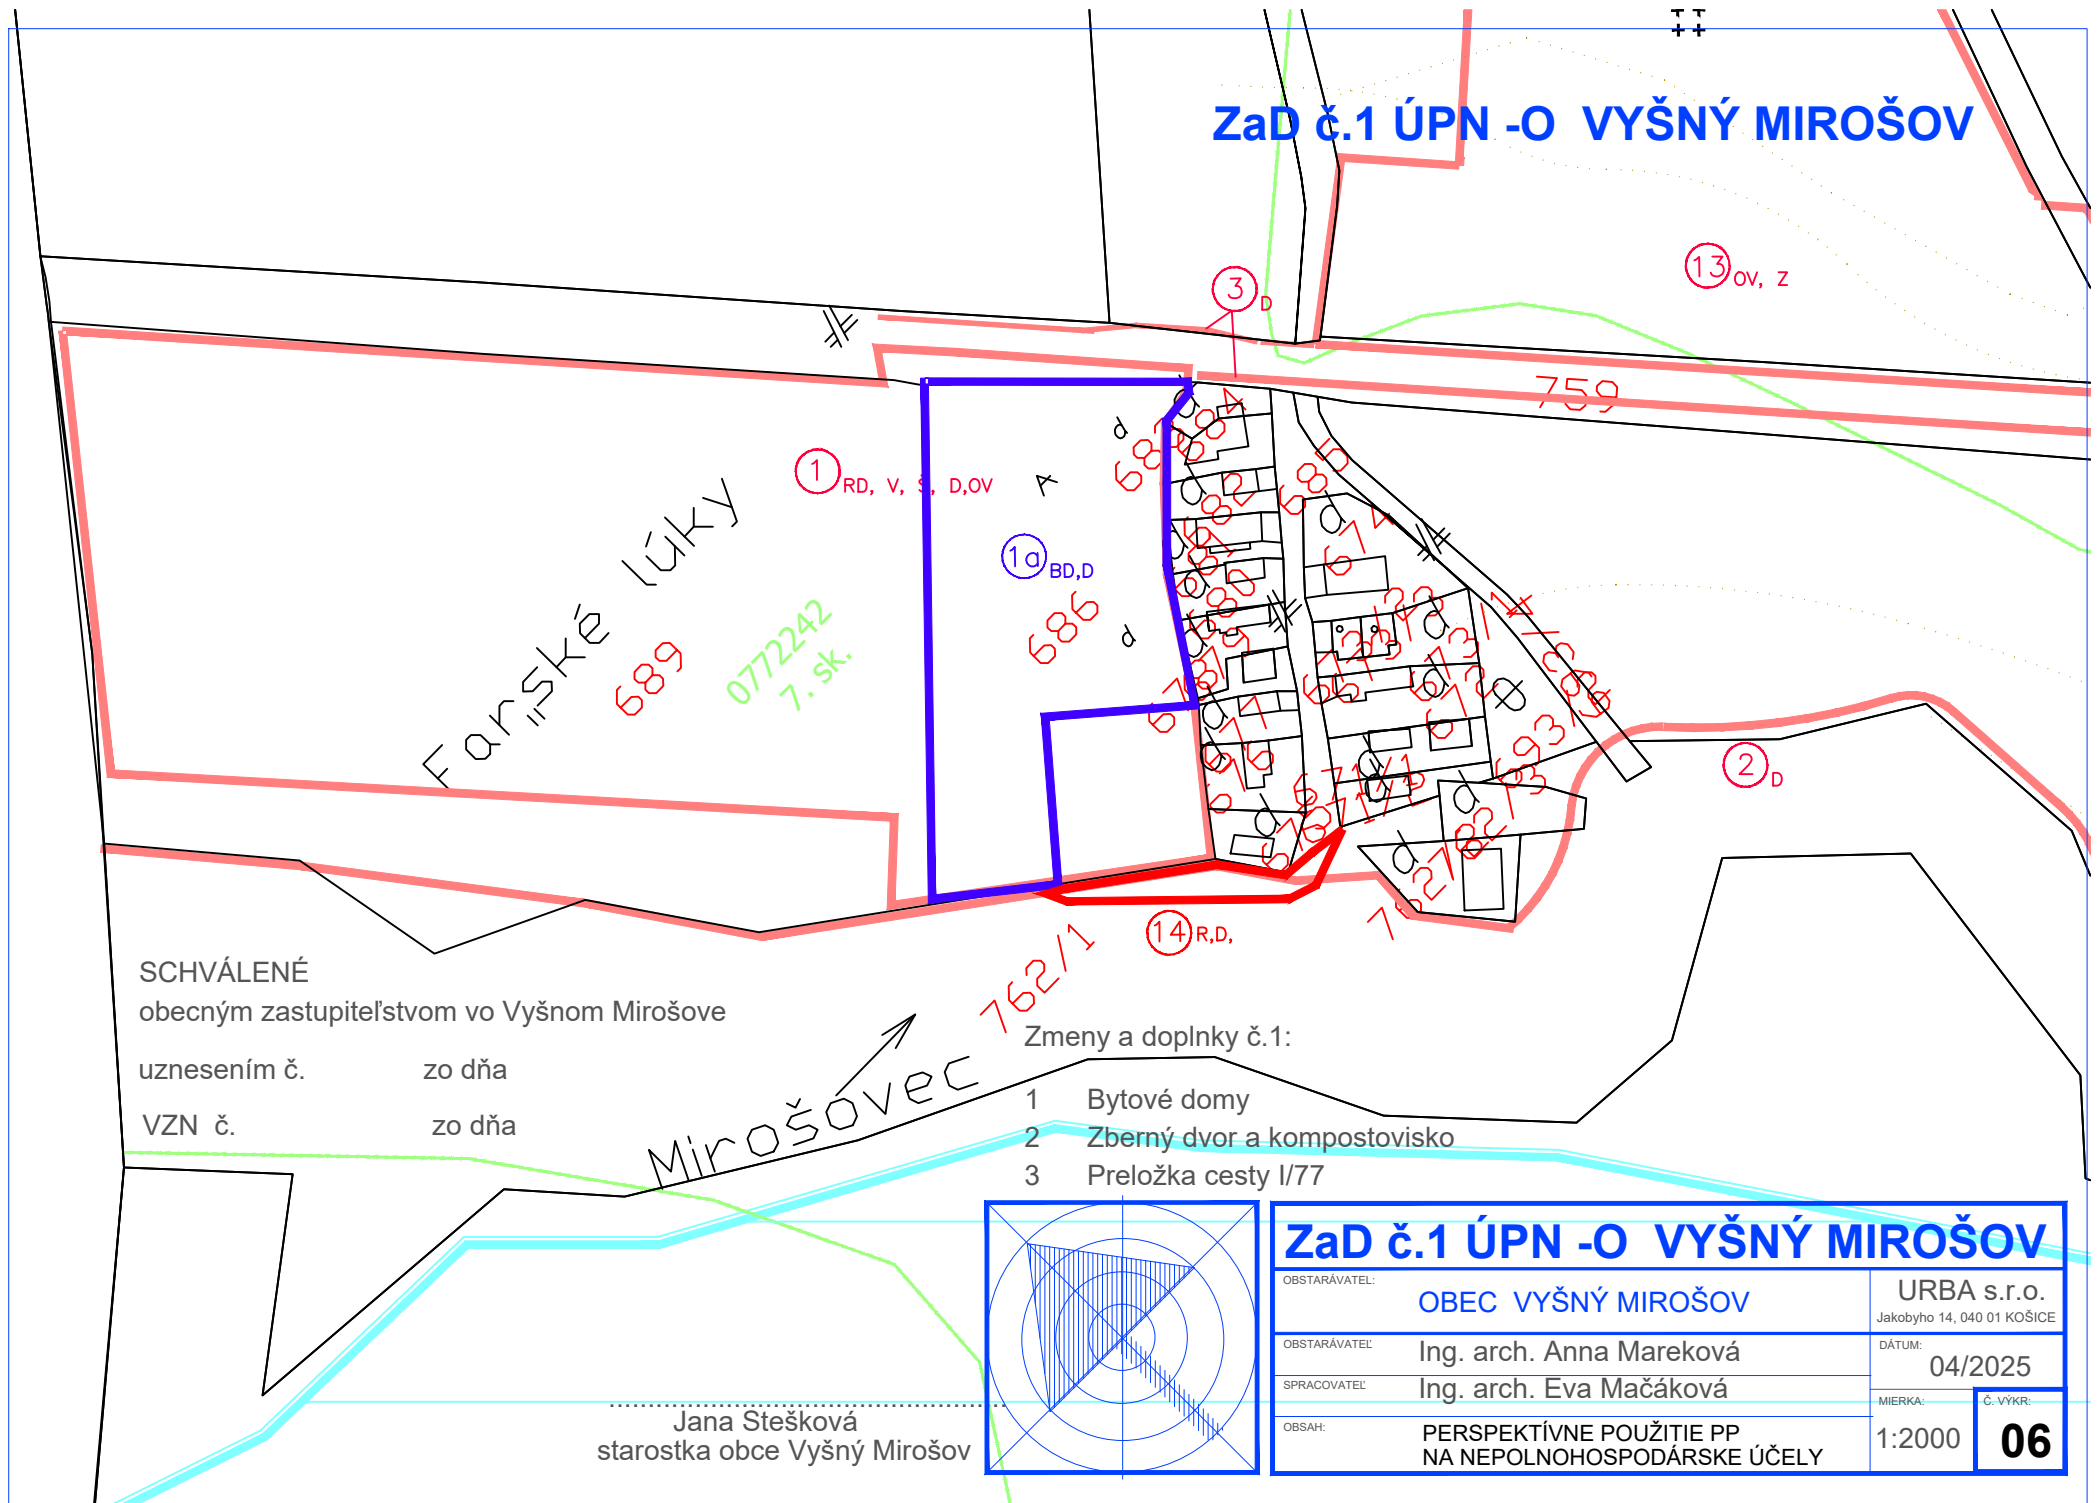 ZaD č.1 ÚPN -O VYŠNÝ MIROŠOV
13 OV, Z
3 D
759
1 RD, V, Š, D,OV
1a BD,D
Farské lúky
689
0772242
7. sk.
686
685
674
2 D
14 R,D,
762/1
Mirošovec
SCHVÁLENÉ
obecným zastupiteľstvom vo Vyšnom Mirošove
uznesením č. zo dňa
VZN č. zo dňa
Zmeny a doplnky č.1:
1 Bytové domy
2 Zberný dvor a kompostovisko
3 Preložka cesty I/77
Jana Stešková
starostka obce Vyšný Mirošov
ZaD č.1 ÚPN -O VYŠNÝ MIROŠOV
OBSTARÁVATEĽ:
OBEC VYŠNÝ MIROŠOV
URBA s.r.o.
Jakobyho 14, 040 01 KOŠICE
OBSTARÁVATEĽ
Ing. arch. Anna Mareková
DÁTUM:
04/2025
SPRACOVATEĽ
Ing. arch. Eva Mačáková
MIERKA:
1:2000
Č. VÝKR:
06
OBSAH:
PERSPEKTÍVNE POUŽITIE PP
NA NEPOLNOHOSPODÁRSKE ÚČELY